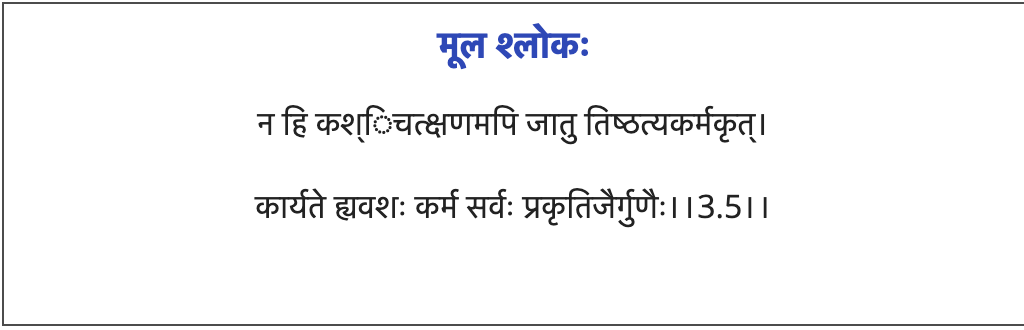 मूल श्लोकः
न हि कश्िचत्क्षणमपि जातु तिष्ठत्यकर्मकृत्।
कार्यते ह्यवशः कर्म सर्वः प्रकृतिजैर्गुणैः।।3.5।।